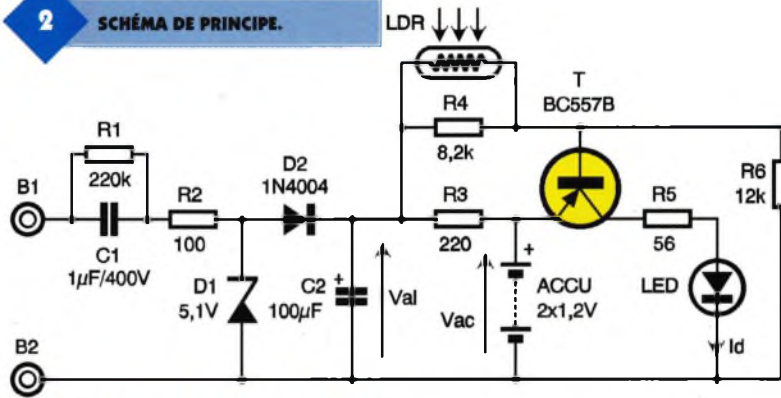 2 SCHÉMA DE PRINCIPE.
LDR
T
BC557B
R4
8,2k
R1
220k
D2
1N4004
R6
12k
B1
R2
100
R3
220
R5
56
C1
1µF/400V
D1
5,1V
C2
100µF
+
Val
Vac
+
ACCU
2x1,2V
LED
Id
B2